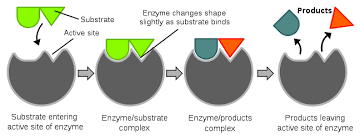 Substrate
Active site
Enzyme changes shape
slightly as substrate binds
Products
Substrate entering
active site of enzyme
Enzyme/substrate
complex
Enzyme/products
complex
Products leaving
active site of enzyme